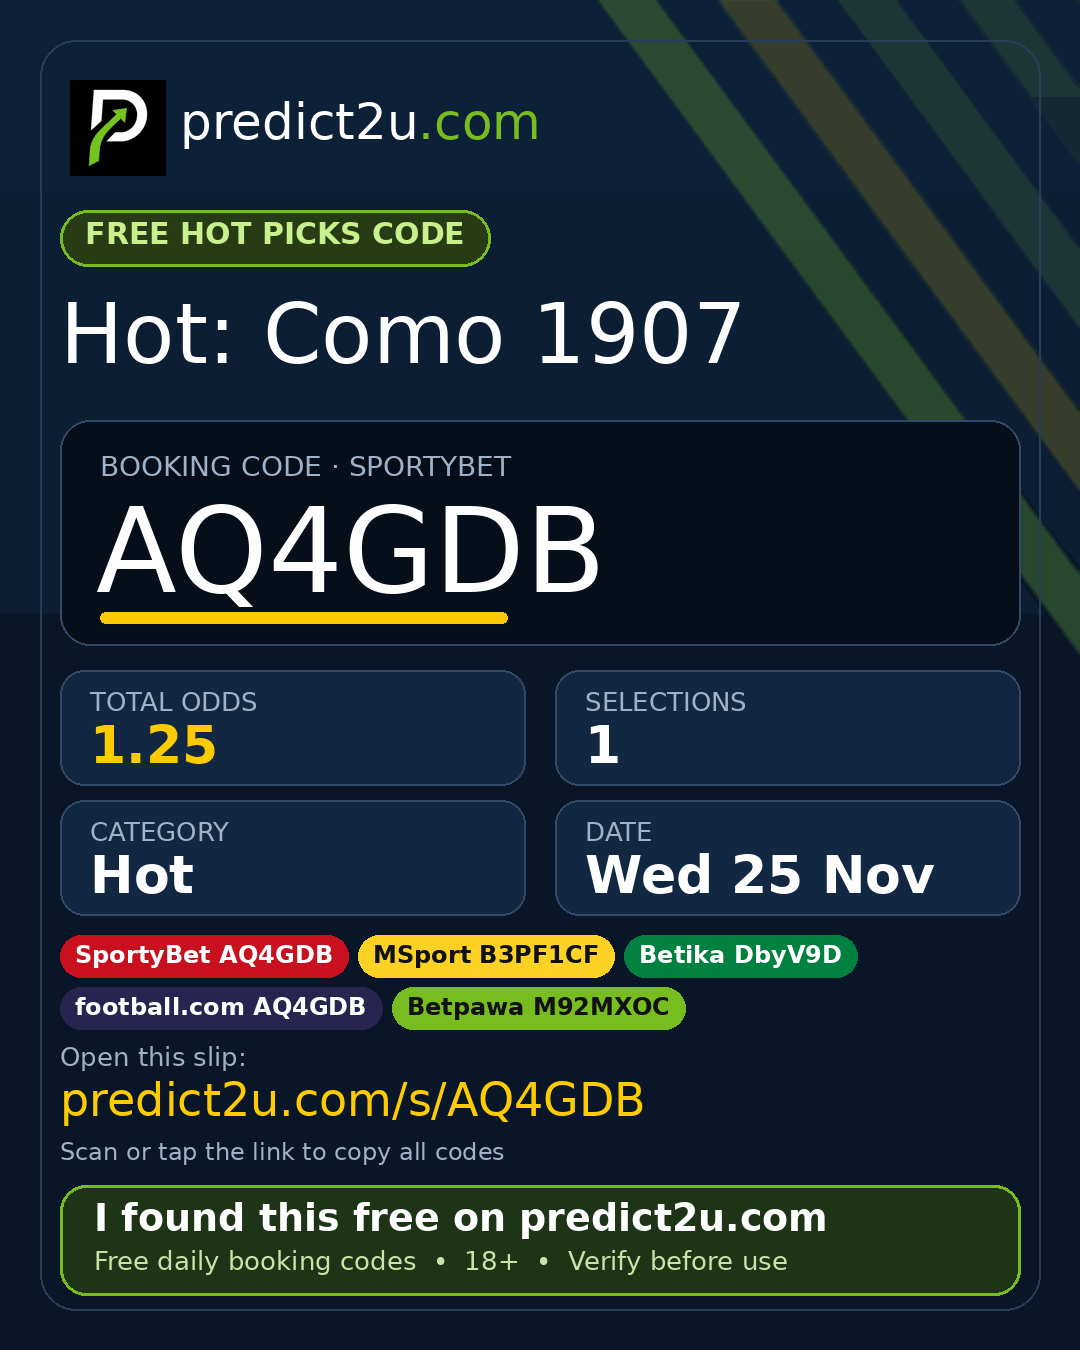 predict2u.com
FREE HOT PICKS CODE
Hot: Como 1907
BOOKING CODE · SPORTYBET
AQ4GDB
TOTAL ODDS
1.25
SELECTIONS
1
CATEGORY
Hot
DATE
Wed 25 Nov
SportyBet AQ4GDB
MSport B3PF1CF
Betika DbyV9D
football.com AQ4GDB
Betpawa M92MXOC
Open this slip:
predict2u.com/s/AQ4GDB
Scan or tap the link to copy all codes
I found this free on predict2u.com
Free daily booking codes • 18+ • Verify before use